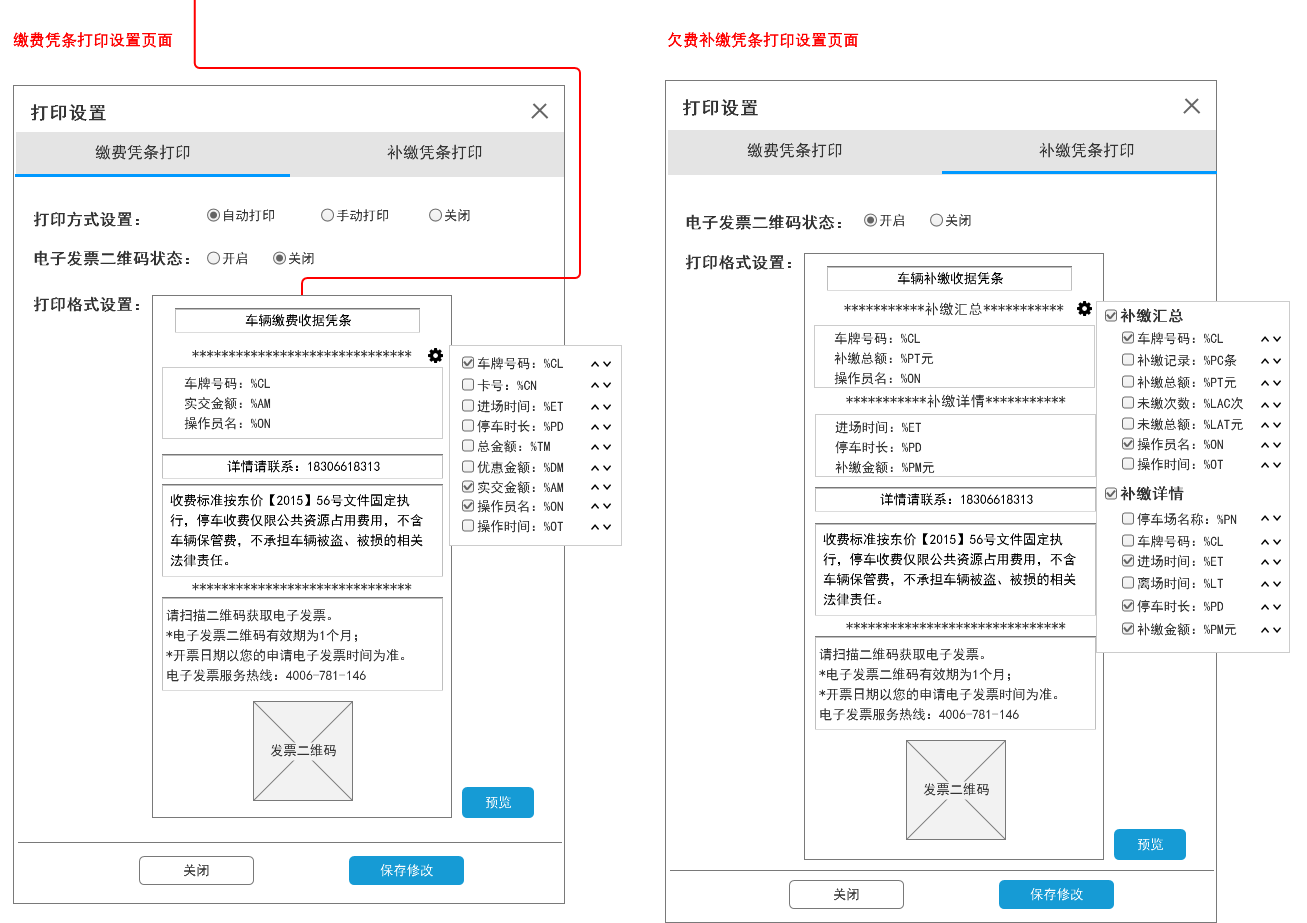 缴费凭条打印设置页面
打印设置
缴费凭条打印
补缴凭条打印
打印方式设置：
自动打印
手动打印
关闭
电子发票二维码状态：
开启
关闭
打印格式设置：
车辆缴费收据凭条
******************************
车牌号码：%CL
实交金额：%AM
操作员名：%ON
详情请联系：18306618313
收费标准按东价【2015】56号文件固定执
行，停车收费仅限公共资源占用费用，不含
车辆保管费，不承担车辆被盗、被损的相关
法律责任。
******************************
请扫描二维码获取电子发票。
*电子发票二维码有效期为1个月；
*开票日期以您的申请电子发票时间为准。
电子发票服务热线：4006-781-146
发票二维码
车牌号码：%CL
卡号：%CN
进场时间：%ET
停车时长：%PD
总金额：%TM
优惠金额：%DM
实交金额：%AM
操作员名：%ON
操作时间：%OT
预览
关闭
保存修改
欠费补缴凭条打印设置页面
打印设置
缴费凭条打印
补缴凭条打印
电子发票二维码状态：
开启
关闭
打印格式设置：
车辆补缴收据凭条
***********补缴汇总***********
车牌号码：%CL
补缴总额：%PT元
操作员名：%ON
***********补缴详情***********
进场时间：%ET
停车时长：%PD
补缴金额：%PM元
详情请联系：18306618313
收费标准按东价【2015】56号文件固定执
行，停车收费仅限公共资源占用费用，不含
车辆保管费，不承担车辆被盗、被损的相关
法律责任。
******************************
请扫描二维码获取电子发票。
*电子发票二维码有效期为1个月；
*开票日期以您的申请电子发票时间为准。
电子发票服务热线：4006-781-146
发票二维码
补缴汇总
车牌号码：%CL
补缴记录：%PC条
补缴总额：%PT元
未缴次数：%LAC次
未缴总额：%LAT元
操作员名：%ON
操作时间：%OT
补缴详情
停车场名称：%PN
车牌号码：%CL
进场时间：%ET
离场时间：%LT
停车时长：%PD
补缴金额：%PM元
预览
关闭
保存修改